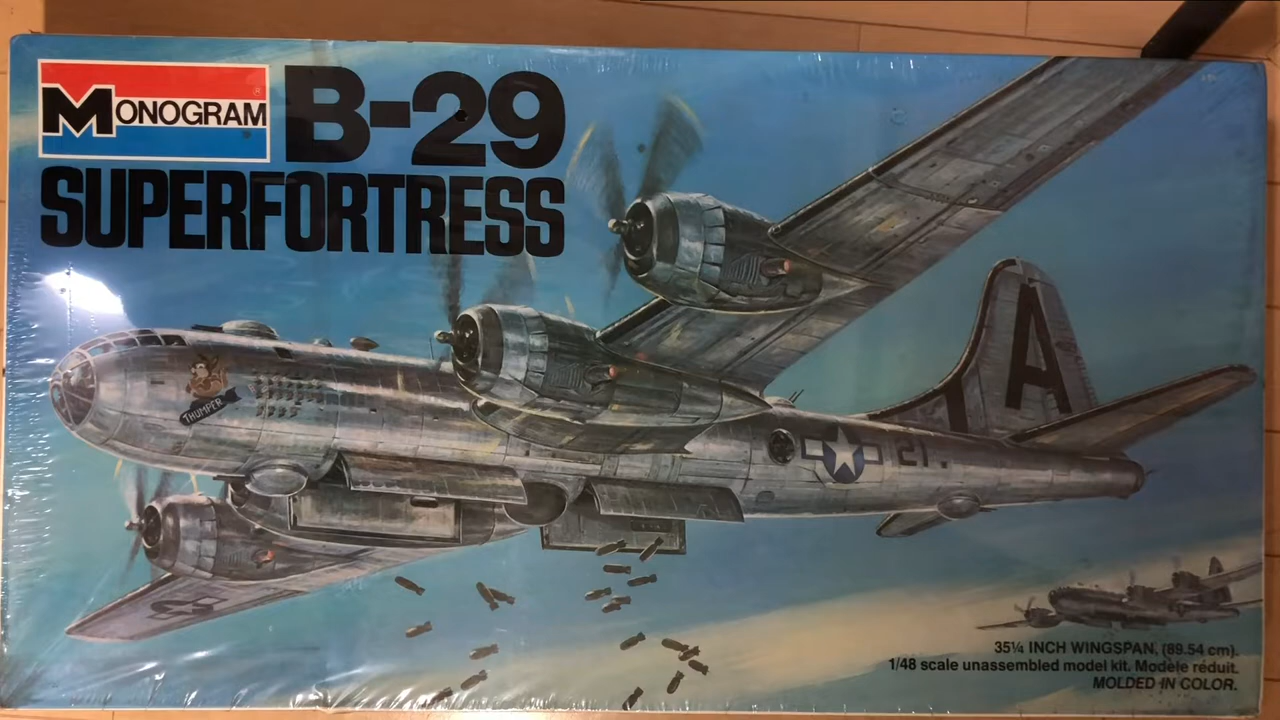 MONOGRAM®
B-29
SUPERFORTRESS
THUMPER
A
21
35¼ INCH WINGSPAN. (89.54 cm).
1/48 scale unassembled model kit. Modèle réduit.
MOLDED IN COLOR.